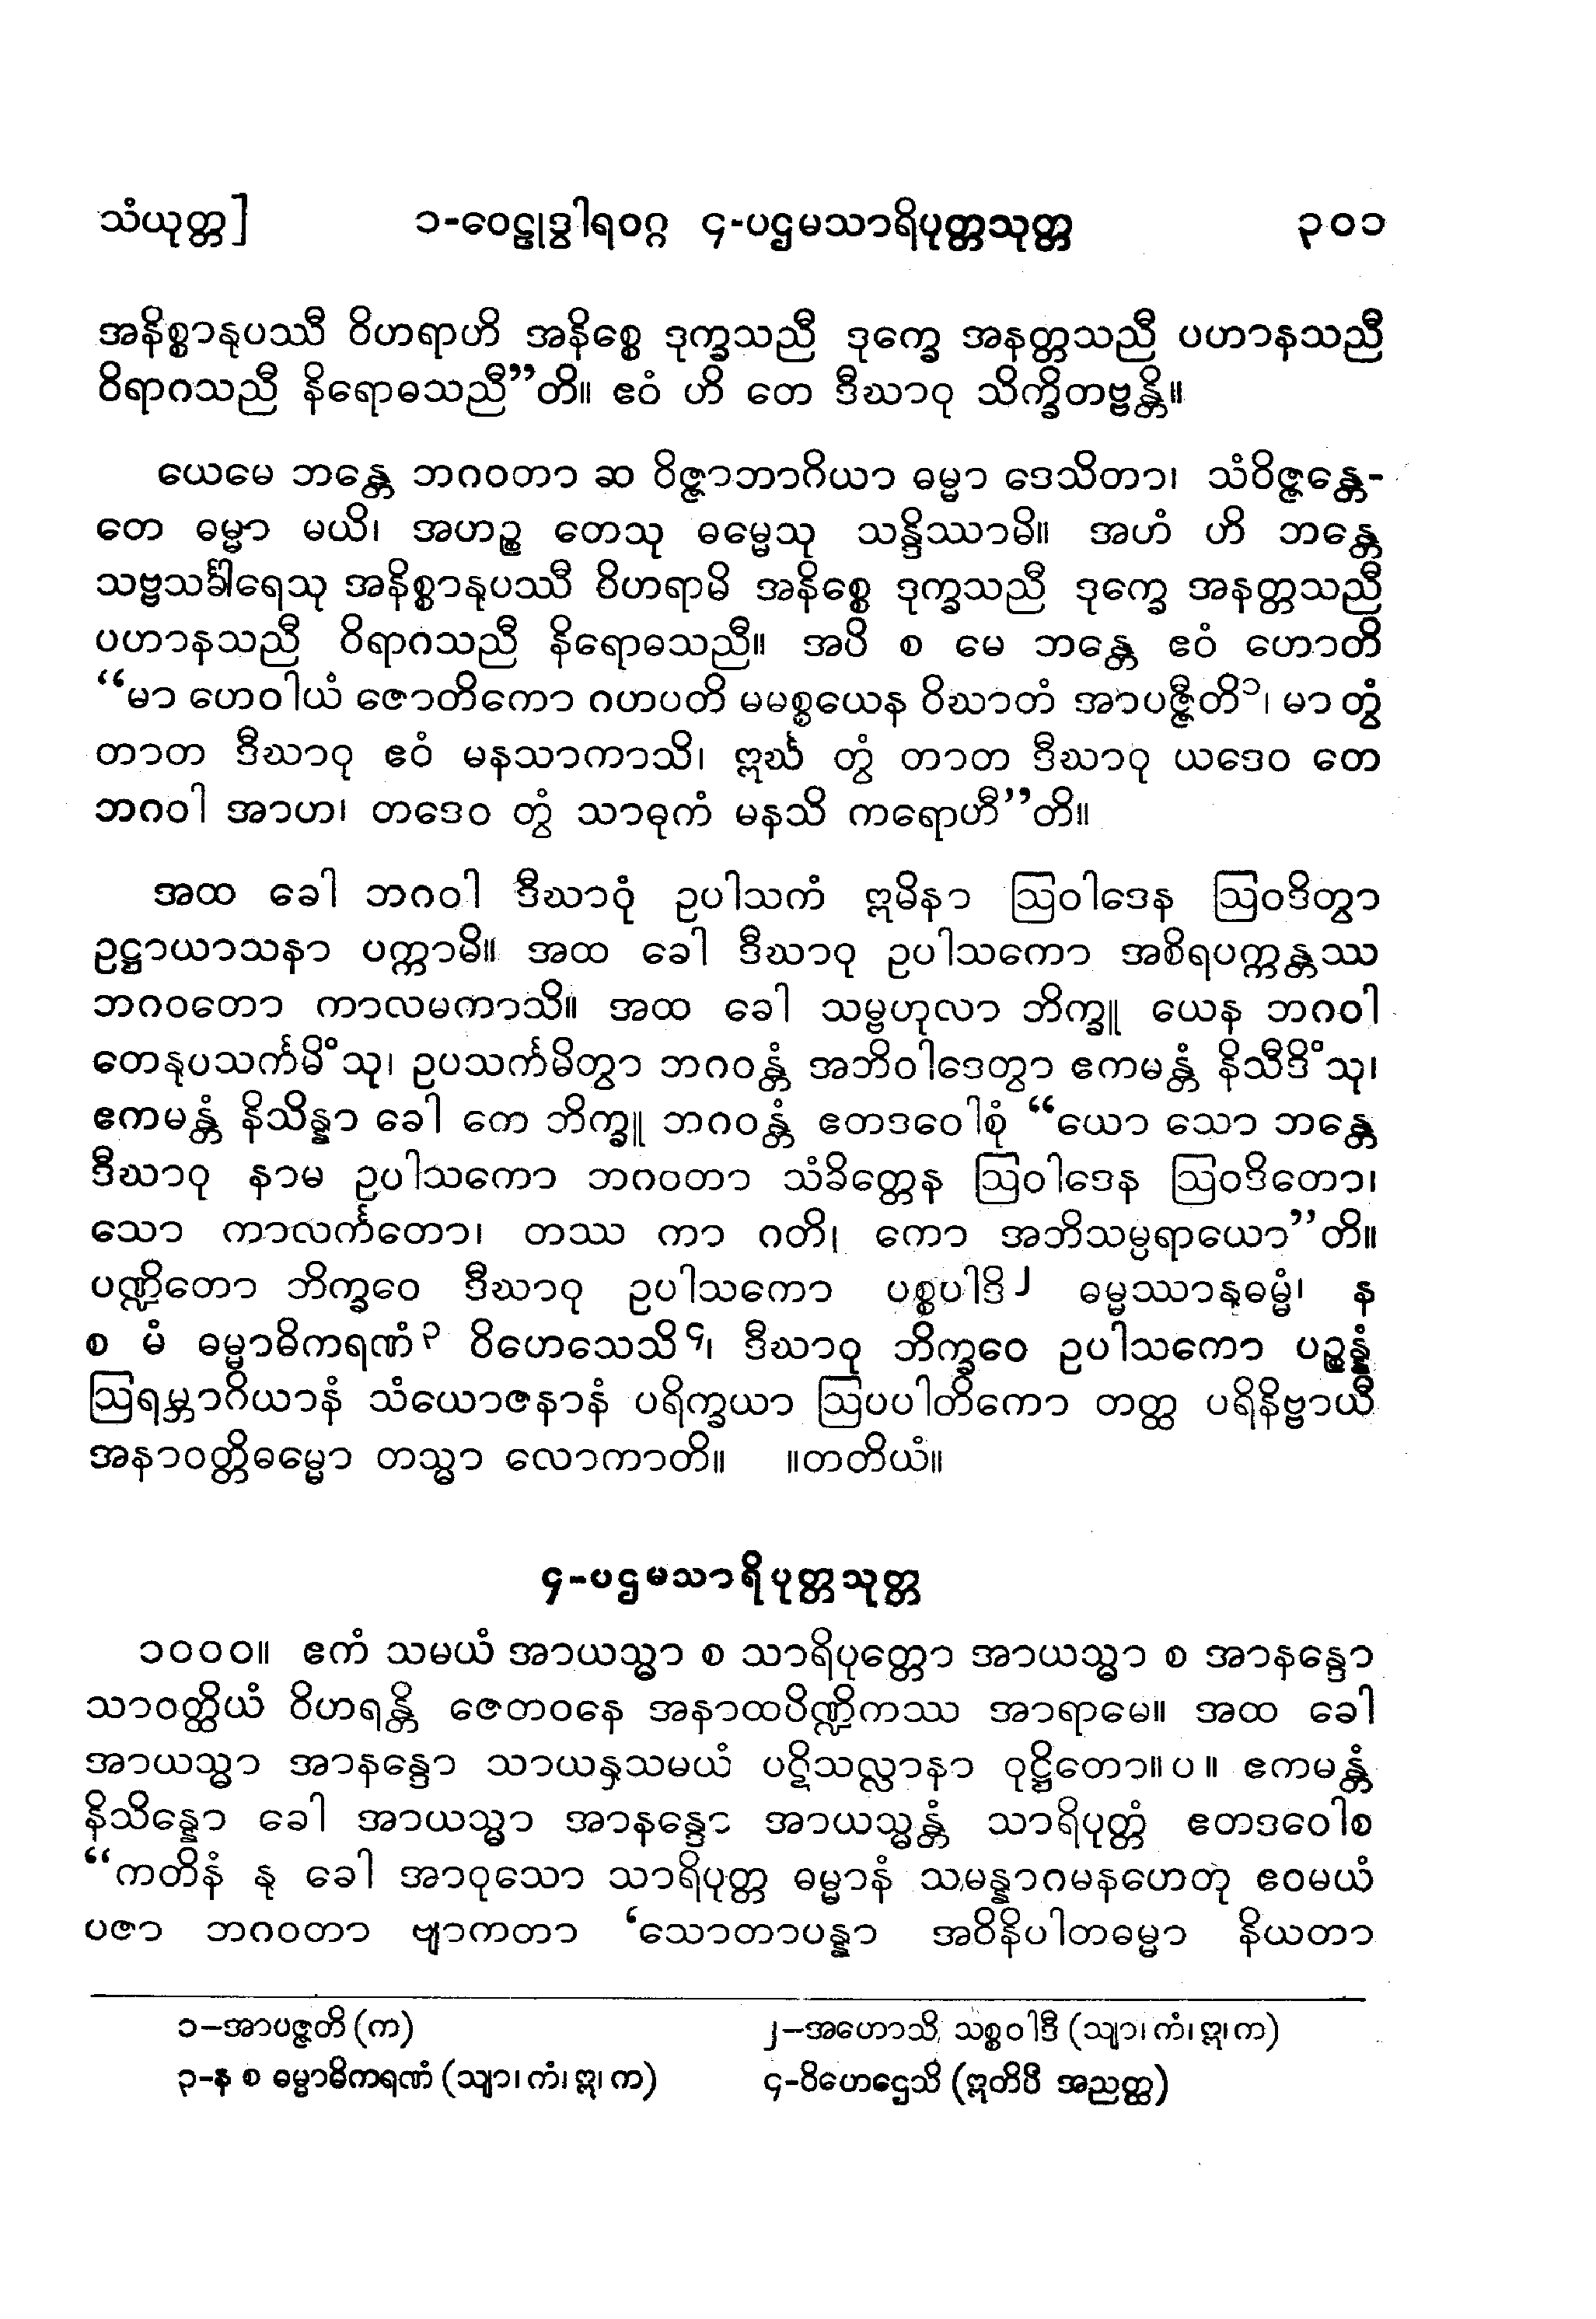 သံယုတ္တ] ၁-ဝေဠုဒွါရဝဂ္ဂ ၄-ပဌမသာရိပုတ္တသုတ္တ ၃၀၁
အနိစ္စာနုပဿီ ဝိဟရာဟိ အနိစ္စေ ဒုက္ခသညီ ဒုက္ခေ အနတ္တသညီ ပဟာနသညီ
ဝိရာဂသညီ နိရောဓသညီ”တိ။ ဧဝံ ဟိ တေ ဒီဃာဝု သိက္ခိတဗ္ဗန္တိ။
ယေမေ ဘန္တေ ဘဂဝတာ ဆ ဝိဇ္ဇာဘာဂိယာ ဓမ္မာ ဒေသိတာ၊ သံဝိဇ္ဇန္တေ-
တေ ဓမ္မာ မယိ၊ အဟဉ္စ တေသု ဓမ္မေသု သန္ဒိဿာမိ။ အဟံ ဟိ ဘန္တေ
သဗ္ဗသင်္ခါရေသု အနိစ္စာနုပဿီ ဝိဟရာမိ အနိစ္စေ ဒုက္ခသညီ ဒုက္ခေ အနတ္တသညီ
ပဟာနသညီ ဝိရာဂသညီ နိရောဓသညီ။ အပိ စ မေ ဘန္တေ ဧဝံ ဟောတိ
“မာ ဟေဝါယံ ဇောတိကော ဂဟပတိ မမစ္စယေန ဝိဃာတံ အာပဇ္ဇီတိ၁၊ မာ တွံ
တာတ ဒီဃာဝု ဧဝံ မနသာကာသိ၊ ဣင်္ဃ တွံ တာတ ဒီဃာဝု ယဒေဝ တေ
ဘဂဝါ အာဟ၊ တဒေဝ တွံ သာဓုကံ မနသိ ကရောဟီ”တိ။
အထ ခေါ ဘဂဝါ ဒီဃာဝုံ ဥပါသကံ ဣမိနာ ဩဝါဒေန ဩဝဒိတွာ
ဥဋ္ဌာယာသနာ ပက္ကာမိ။ အထ ခေါ ဒီဃာဝု ဥပါသကော အစိရပက္ကန္တဿ
ဘဂဝတော ကာလမကာသိ။ အထ ခေါ သမ္ဗဟုလာ ဘိက္ခူ ယေန ဘဂဝါ
တေနုပသင်္ကမိံသု၊ ဥပသင်္ကမိတွာ ဘဂဝန္တံ အဘိဝါဒေတွာ ဧကမန္တံ နိသီဒိံသု၊
ဧကမန္တံ နိသိန္နာ ခေါ ကေ ဘိက္ခူ ဘဂဝန္တံ ဧတဒဝေါစုံ “ယော သော ဘန္တေ
ဒီဃာဝု နာမ ဥပါသကော ဘဂဝတာ သံခိတ္တေန ဩဝါဒေန ဩဝဒိတော၊
သော ကာလင်္ကတော၊ တဿ ကာ ဂတိ၊ ကော အဘိသမ္ပရာယော”တိ။
ပဏ္ဍိတော ဘိက္ခဝေ ဒီဃာဝု ဥပါသကော ပစ္စပါဒိ၂ ဓမ္မဿာနုဓမ္မံ၊ န
စ မံ ဓမ္မာဓိကရဏံ၃ ဝိဟေသေသိ၄၊ ဒီဃာဝု ဘိက္ခဝေ ဥပါသကော ပဉ္စန္နံ
ဩရမ္ဘာဂိယာနံ သံယောဇနာနံ ပရိက္ခယာ ဩပပါတိကော တတ္ထ ပရိနိဗ္ဗာယီ
အနာဝတ္တိဓမ္မော တသ္မာ လောကာတိ။ ။တတိယံ။
၄-ပဌမသာရိပုတ္တသုတ္တ
၁၀၀၀။ ဧကံ သမယံ အာယသ္မာ စ သာရိပုတ္တော အာယသ္မာ စ အာနန္ဒော
သာဝတ္ထိယံ ဝိဟရန္တိ ဇေတဝနေ အနာထပိဏ္ဍိကဿ အာရာမေ။ အထ ခေါ
အာယသ္မာ အာနန္ဒော သာယနှသမယံ ပဋိသလ္လာနာ ဝုဋ္ဌိတော။ပ။ ဧကမန္တံ
နိသိန္နော ခေါ အာယသ္မာ အာနန္ဒော အာယသ္မန္တံ သာရိပုတ္တံ ဧတဒဝေါစ
“ကတိနံ နု ခေါ အာဝုသော သာရိပုတ္တ ဓမ္မာနံ သမန္နာဂမနဟေတု ဧဝမယံ
ပဇာ ဘဂဝတာ ဗျာကတာ ‘သောတာပန္နာ အဝိနိပါတဓမ္မာ နိယတာ
၁–အာပဇ္ဇတိ (က) ၂–အဟောသိ, သစ္စဝါဒီ (သျာ၊ ကံ၊ ဣ၊ က)
၃-န စ ဓမ္မာဓိကရဏံ (သျာ၊ ကံ၊ ဣ၊ က) ၄-ဝိဟေဌေသိ (ဣတိပိ အညတ္ထ)